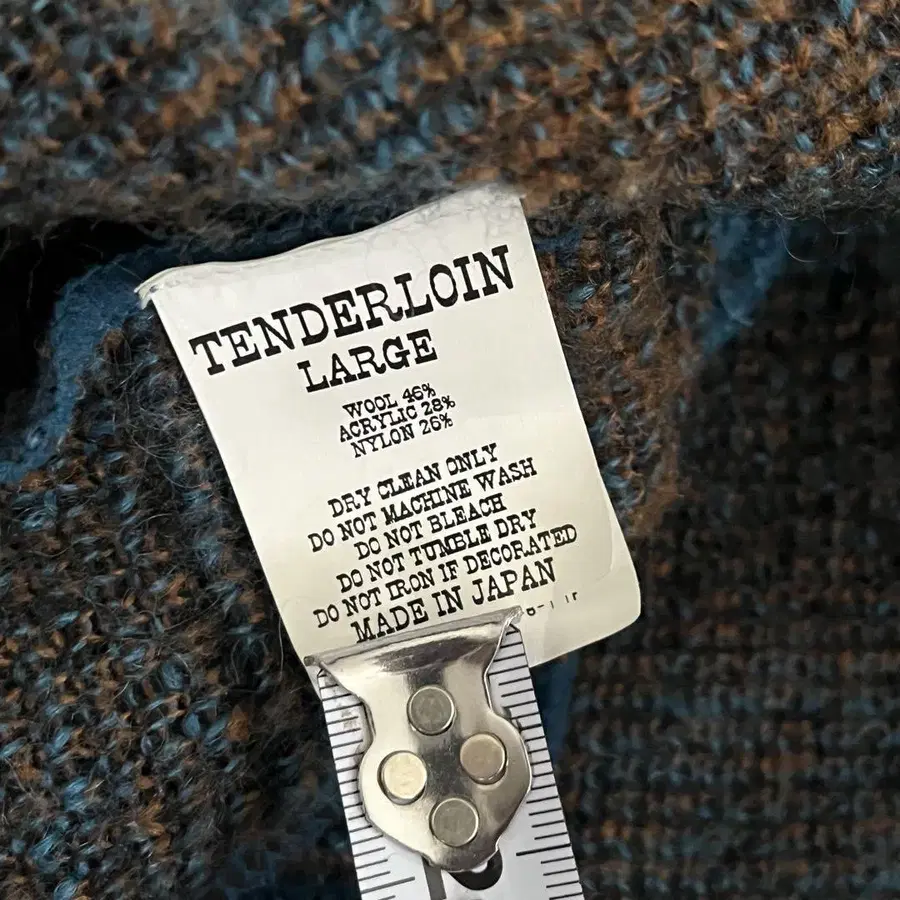 TENDERLOIN
LARGE
WOOL 46%
ACRYLIC 28%
NYLON 26%
DRY CLEAN ONLY
DO NOT MACHINE WASH
DO NOT BLEACH
DO NOT TUMBLE DRY
DO NOT IRON IF DECORATED
MADE IN JAPAN